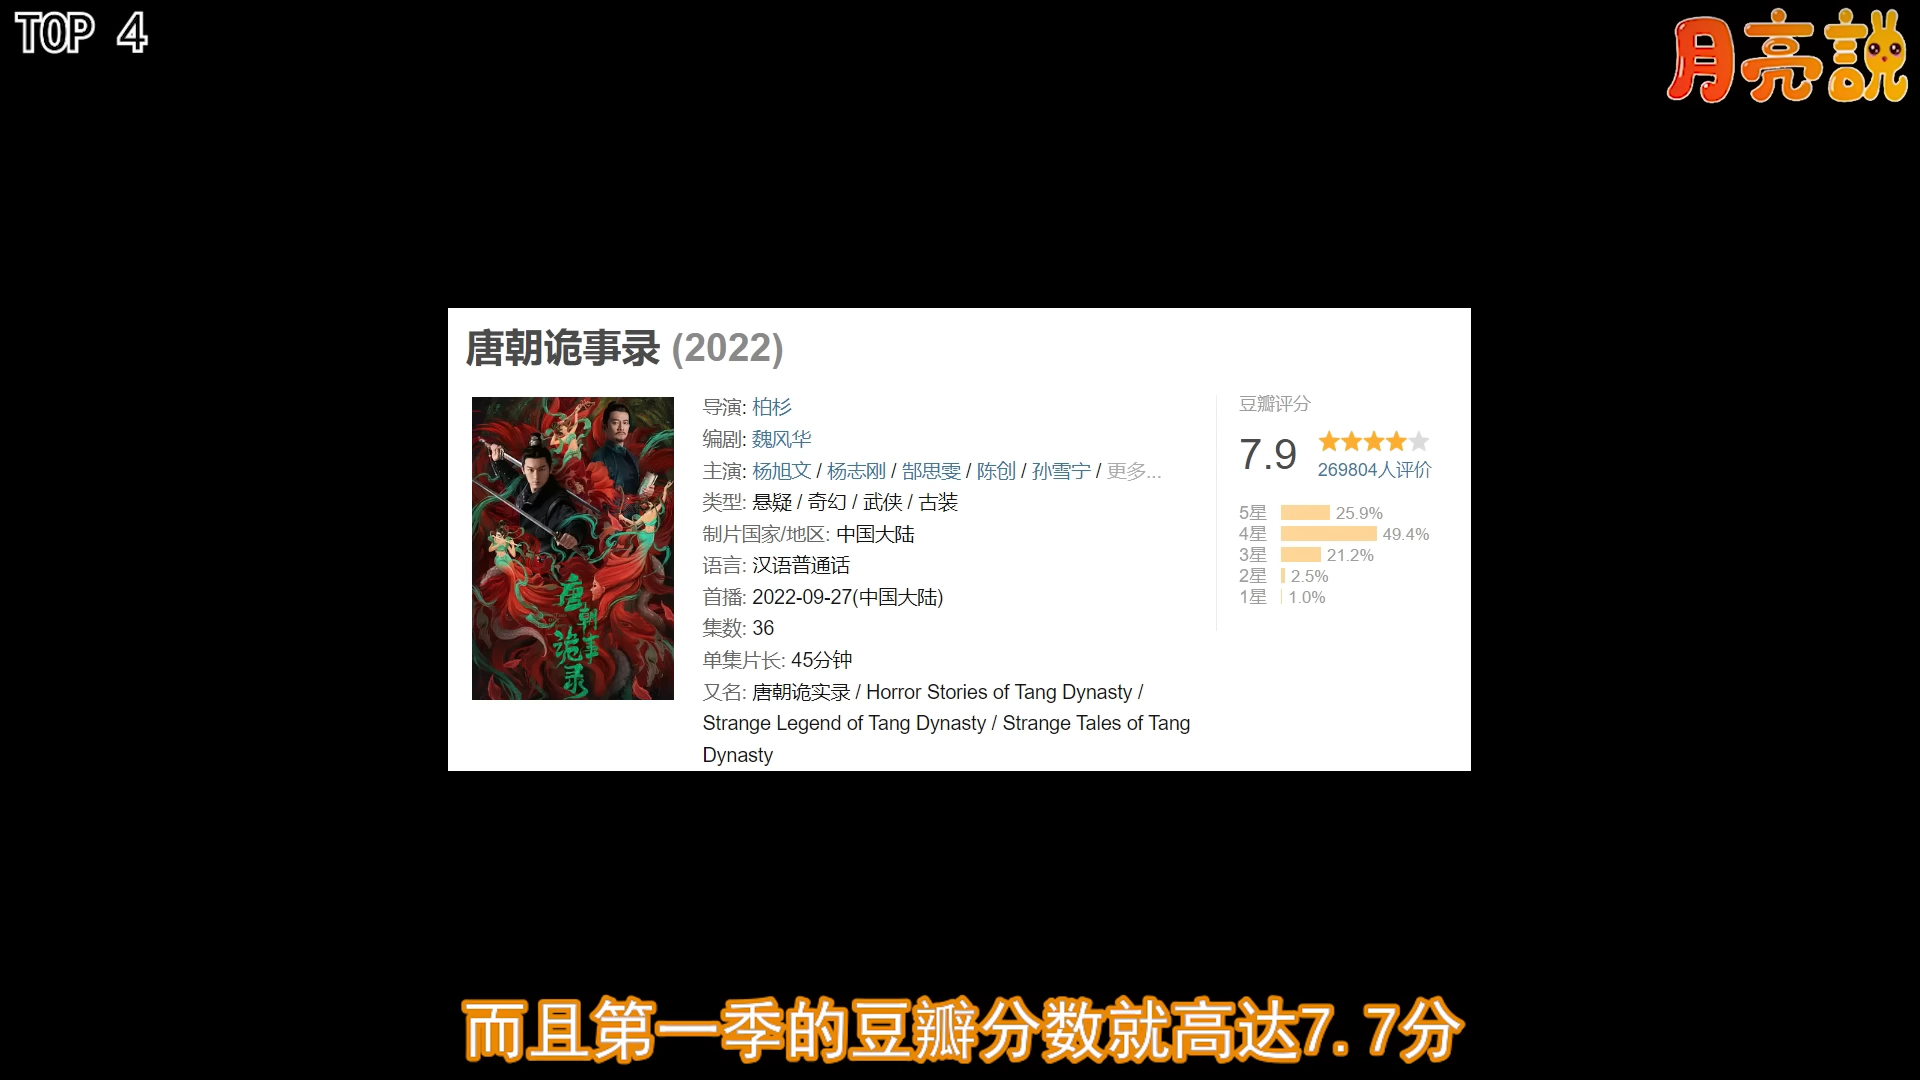 TOP 4
月亮説
唐朝诡事录 (2022)
导演: 柏杉
编剧: 魏风华
主演: 杨旭文 / 杨志刚 / 郜思雯 / 陈创 / 孙雪宁 / 更多...
类型: 悬疑 / 奇幻 / 武侠 / 古装
制片国家/地区: 中国大陆
语言: 汉语普通话
首播: 2022-09-27(中国大陆)
集数: 36
单集片长: 45分钟
又名: 唐朝诡实录 / Horror Stories of Tang Dynasty /
Strange Legend of Tang Dynasty / Strange Tales of Tang
Dynasty
豆瓣评分
7.9
269804人评价
5星 25.9%
4星 49.4%
3星 21.2%
2星 2.5%
1星 1.0%
唐朝诡事录
而且第一季的豆瓣分数就高达7.7分